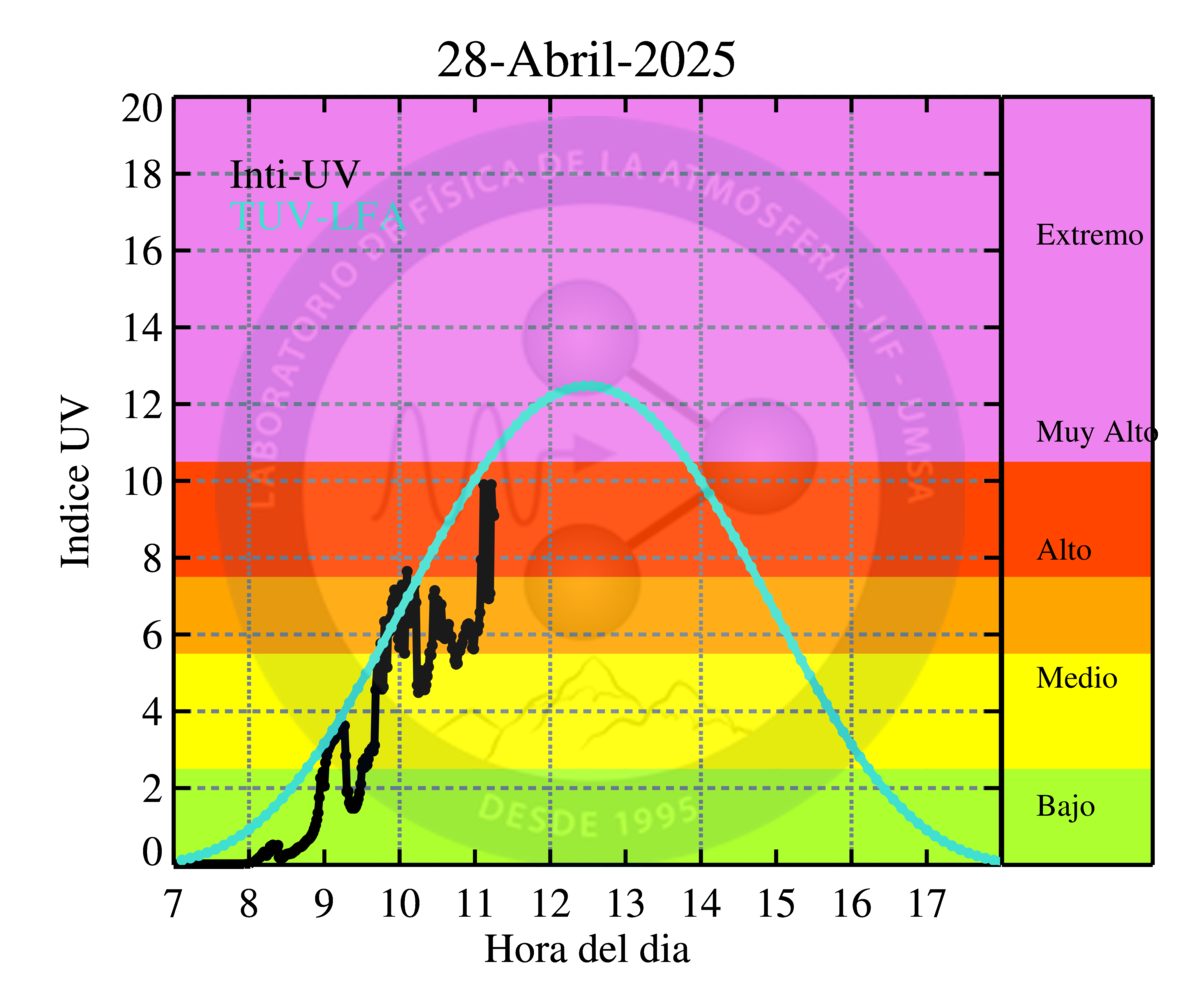 28-Abril-2025
Inti-UV
TUV-LFA
LABORATORIO DE FÍSICA DE LA ATMÓSFERA - IIF - UMSA
DESDE 1995
Indice UV
20
18
16
14
12
10
8
6
4
2
0
7 8 9 10 11 12 13 14 15 16 17
Hora del dia
Extremo
Muy Alto
Alto
Medio
Bajo